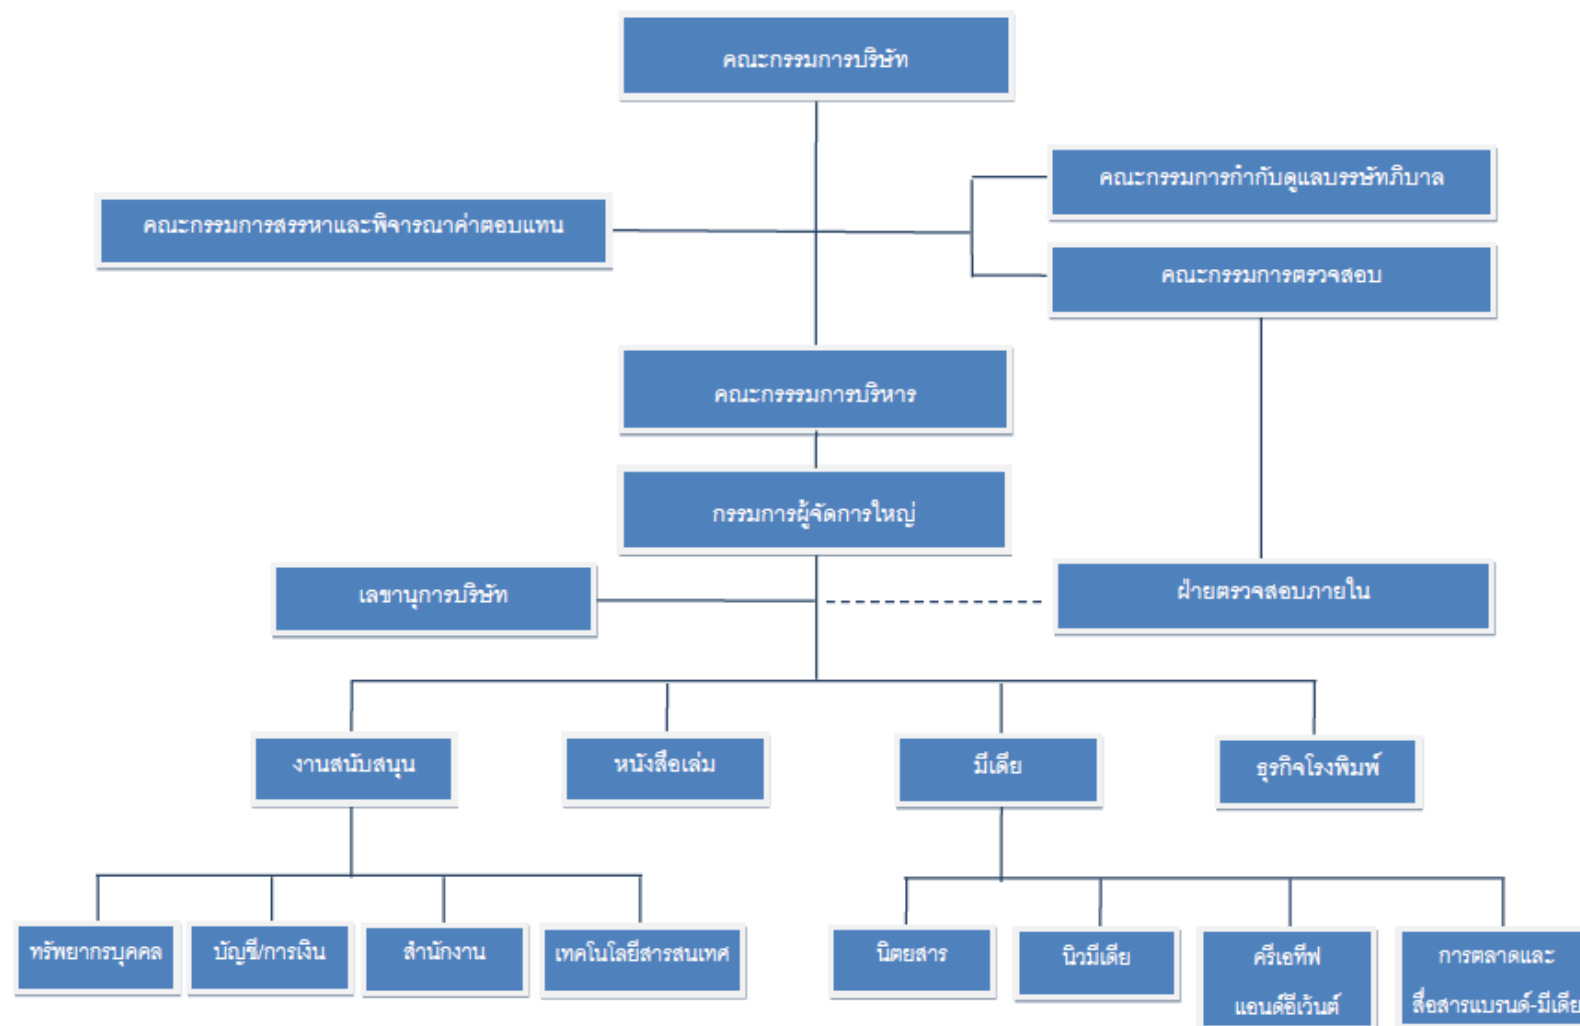 คณะกรรมการบริษัท
คณะกรรมการกำกับดูแลบรรษัทภิบาล
คณะกรรมการสรรหาและพิจารณาค่าตอบแทน
คณะกรรมการตรวจสอบ
คณะกรรรมการบริหาร
กรรมการผู้จัดการใหญ่
เลขานุการบริษัท
ฝ่ายตรวจสอบภายใน
งานสนับสนุน
หนังสือเล่ม
มีเดีย
ธุรกิจโรงพิมพ์
ทรัพยากรบุคคล
บัญชี/การเงิน
สำนักงาน
เทคโนโลยีสารสนเทศ
นิตยสาร
นิวมีเดีย
ครีเอทีฟ
แอนด์อีเว้นต์
การตลาดและ
สื่อสารแบรนด์-มีเดีย